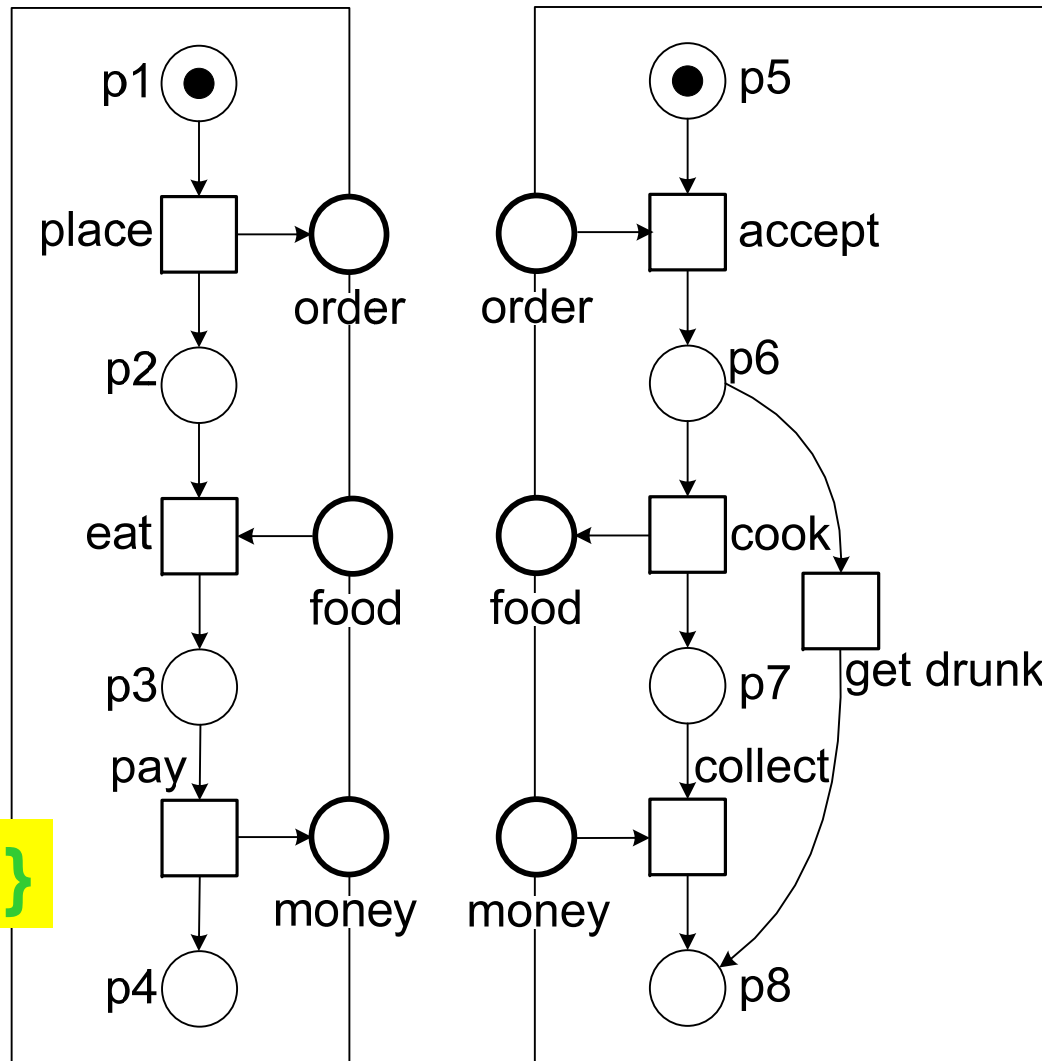 p1
place
order
p2
eat
food
p3
pay
}
money
p4
p5
accept
order
p6
cook
food
get drunk
p7
collect
money
p8